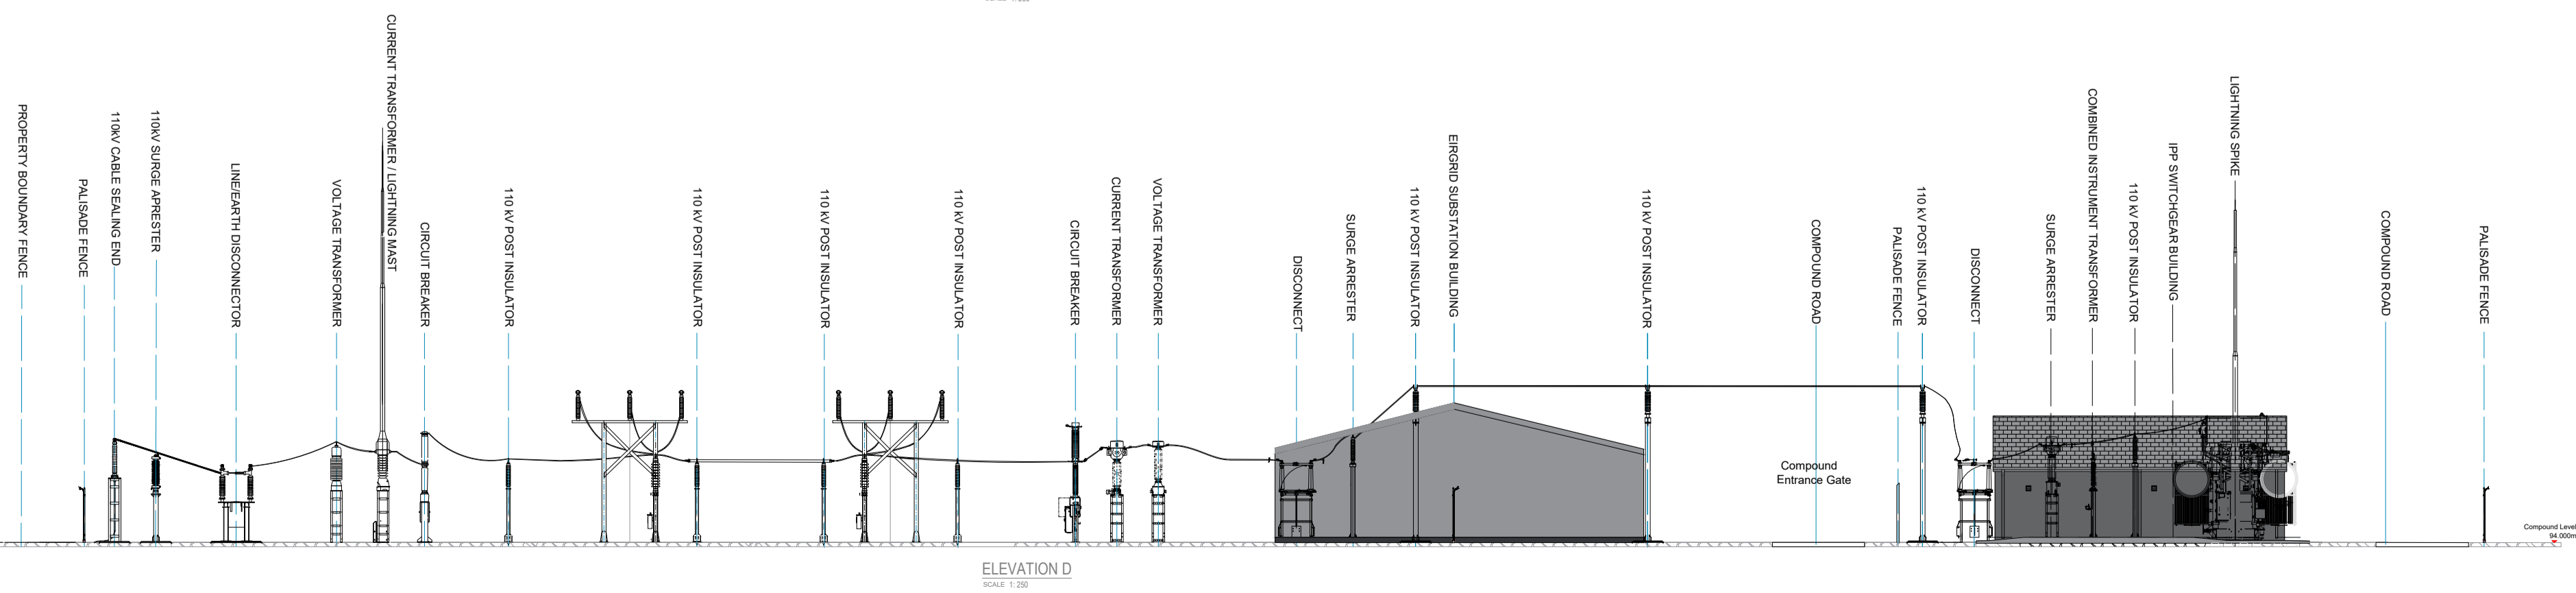 PROPERTY BOUNDARY FENCE
PALISADE FENCE
110kV CABLE SEALING END
110kV SURGE APRESTER
LINE/EARTH DISCONNECTOR
VOLTAGE TRANSFORMER
CURRENT TRANSFORMER / LIGHTNING MAST
CIRCUIT BREAKER
110 kV POST INSULATOR
110 kV POST INSULATOR
110 kV POST INSULATOR
110 kV POST INSULATOR
CIRCUIT BREAKER
CURRENT TRANSFORMER
VOLTAGE TRANSFORMER
DISCONNECT
SURGE ARRESTER
110 kV POST INSULATOR
EIRGRID SUBSTATION BUILDING
110 kV POST INSULATOR
COMPOUND ROAD
PALISADE FENCE
110 kV POST INSULATOR
DISCONNECT
SURGE ARRESTER
COMBINED INSTRUMENT TRANSFORMER
110 kV POST INSULATOR
IPP SWITCHGEAR BUILDING
LIGHTNING SPIKE
COMPOUND ROAD
PALISADE FENCE
Compound
Entrance Gate
Compound Level
94.000m
ELEVATION D
SCALE 1: 250